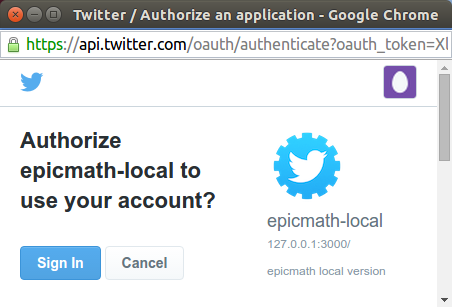 Twitter / Authorize an application - Google Chrome
https://api.twitter.com/oauth/authenticate?oauth_token=Xl
Authorize
epicmath-local to
use your account?
epicmath-local
127.0.0.1:3000/
epicmath local version
Sign In
Cancel